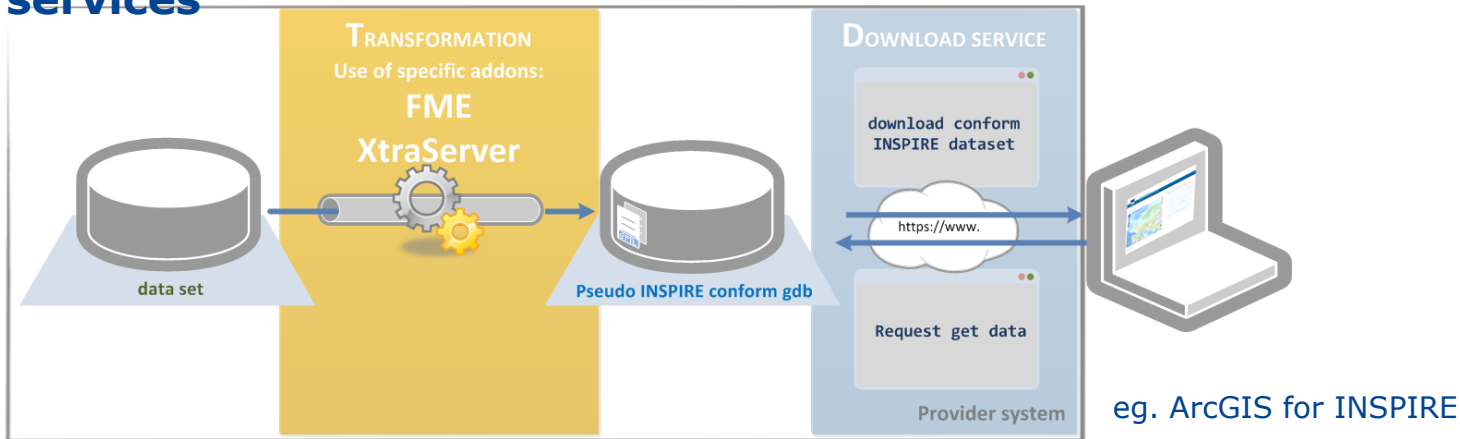 services
TRANSFORMATION
Use of specific addons:
FME
XtraServer
data set
Pseudo INSPIRE conform gdb
DOWNLOAD SERVICE
download conform
INSPIRE dataset
https://www.
Request get data
Provider system
eg. ArcGIS for INSPIRE